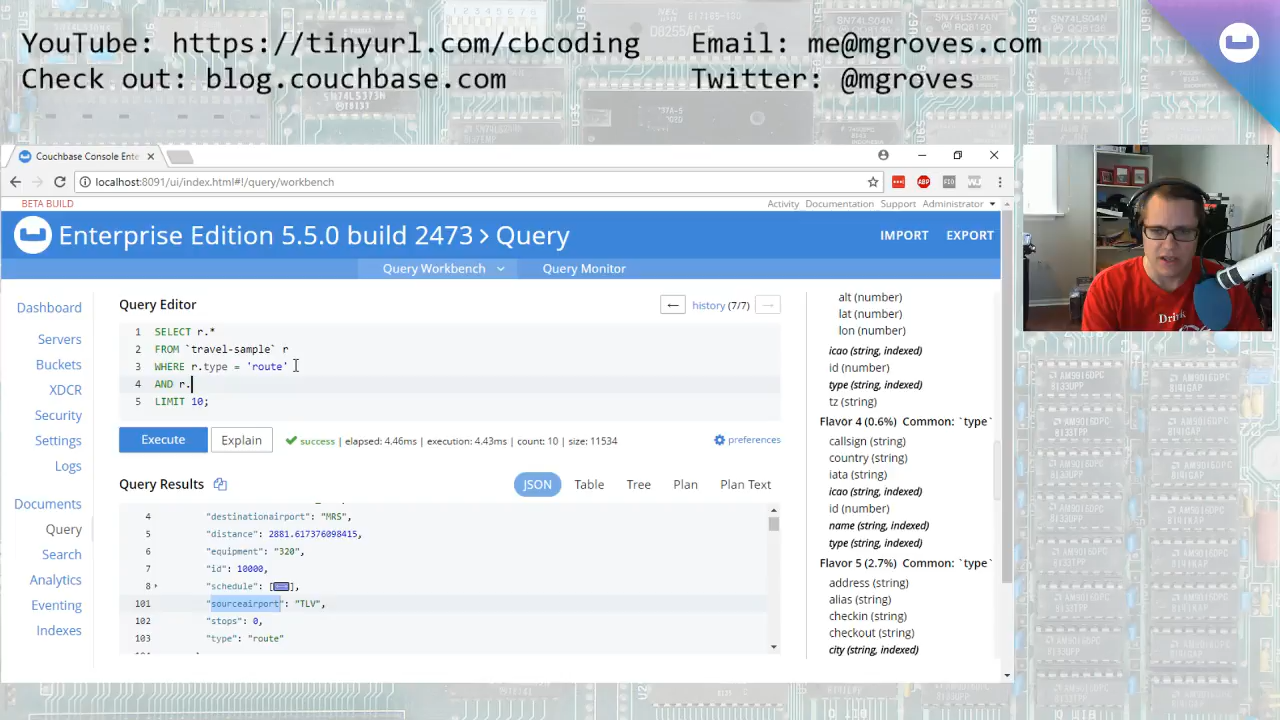 YouTube: https://tinyurl.com/cbcoding
Email: me@mgroves.com
Check out: blog.couchbase.com
Twitter: @mgroves
Couchbase Console Ente
localhost:8091/ui/index.html#!/query/workbench
BETA BUILD
Activity Documentation Support Administrator
Enterprise Edition 5.5.0 build 2473 > Query
IMPORT EXPORT
Query Workbench Query Monitor
Dashboard
Servers
Buckets
XDCR
Security
Settings
Logs
Documents
Query
Search
Analytics
Eventing
Indexes
Query Editor
← history (7/7) →
1 SELECT r.*
2 FROM `travel-sample` r
3 WHERE r.type = 'route'
4 AND r.
5 LIMIT 10;
Execute Explain success | elapsed: 4.46ms | execution: 4.43ms | count: 10 | size: 11534 preferences
Query Results
JSON Table Tree Plan Plan Text
4 "destinationairport": "MRS",
5 "distance": 2881.617376098415,
6 "equipment": "320",
7 "id": 10000,
8 "schedule": [],
101 "sourceairport": "TLV",
102 "stops": 0,
103 "type": "route"
alt (number)
lat (number)
lon (number)
icao (string, indexed)
id (number)
type (string, indexed)
tz (string)
Flavor 4 (0.6%) Common: `type`
callsign (string)
country (string)
iata (string)
icao (string, indexed)
id (number)
name (string, indexed)
type (string, indexed)
Flavor 5 (2.7%) Common: `type`
address (string)
alias (string)
checkin (string)
checkout (string)
city (string, indexed)
Drink